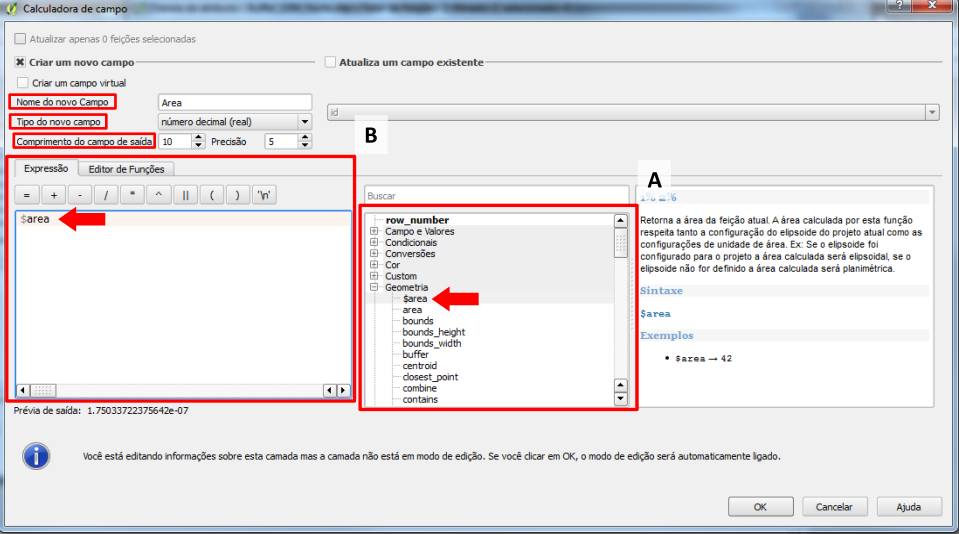 Calculadora de campo
Atualizar apenas 0 feições selecionadas
Criar um novo campo
Atualiza um campo existente
Criar um campo virtual
Nome do novo Campo Area
Tipo do novo campo número decimal (real)
id
Comprimento do campo de saída 10 Precisão 5
B
Expressão Editor de Funções
A
= + - / * ^ || ( ) '\n'
Buscar
$area
row_number
Campo e Valores
Condicionais
Conversões
Cor
Custom
Geometria
$area
area
bounds
bounds_height
bounds_width
buffer
centroid
closest_point
combine
contains
Retorna a área da feição atual. A área calculada por esta função
respeita tanto a configuração do elipsoide do projeto atual como as
configurações de unidade de área. Ex: Se o elipsoide foi
configurado para o projeto a área calculada será elipsoidal, se o
elipsoide não for definido a área calculada será planimétrica.
Sintaxe
$area
Exemplos
• $area → 42
Prévia de saída: 1.75033722375642e-07
Você está editando informações sobre esta camada mas a camada não está em modo de edição. Se você clicar em OK, o modo de edição será automaticamente ligado.
OK Cancelar Ajuda